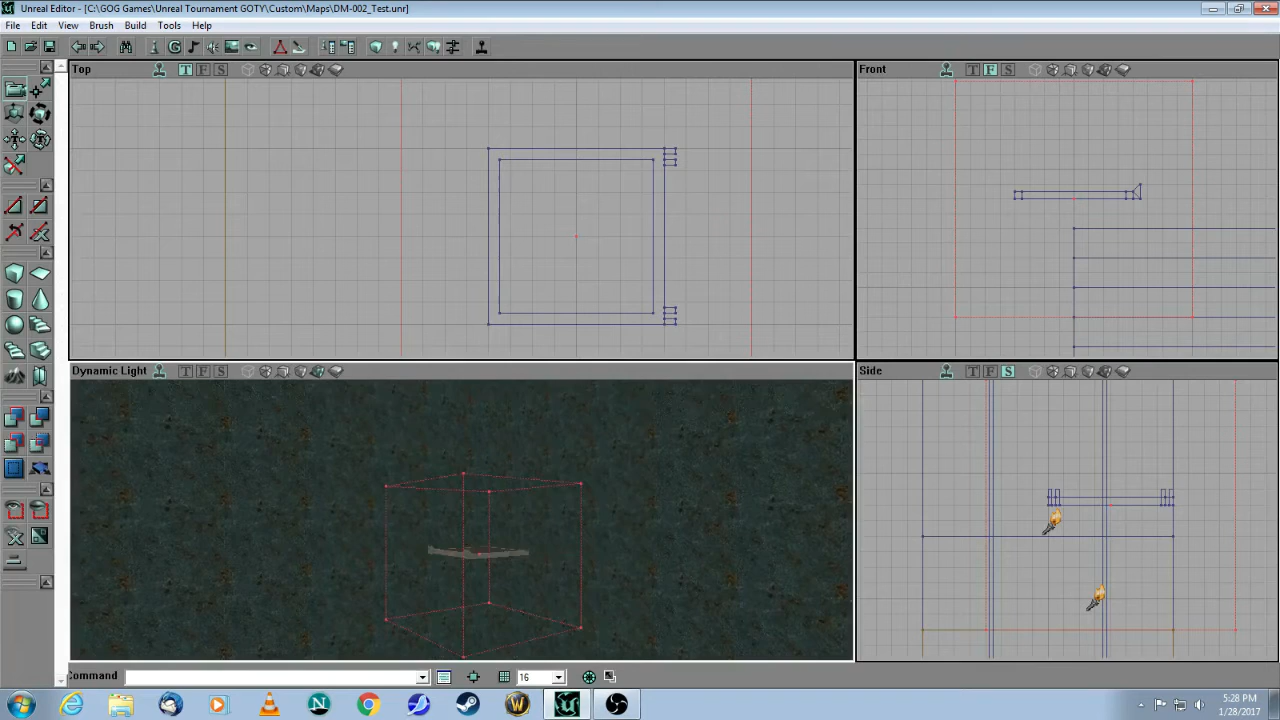 Unreal Editor - [C:\GOG Games\Unreal Tournament GOTY\Custom\Maps\DM-002_Test.unr]
File Edit View Brush Build Tools Help
Top T F S
Front T F S
Dynamic Light T F S
Side T F S
Command 16
5:28 PM
1/28/2017